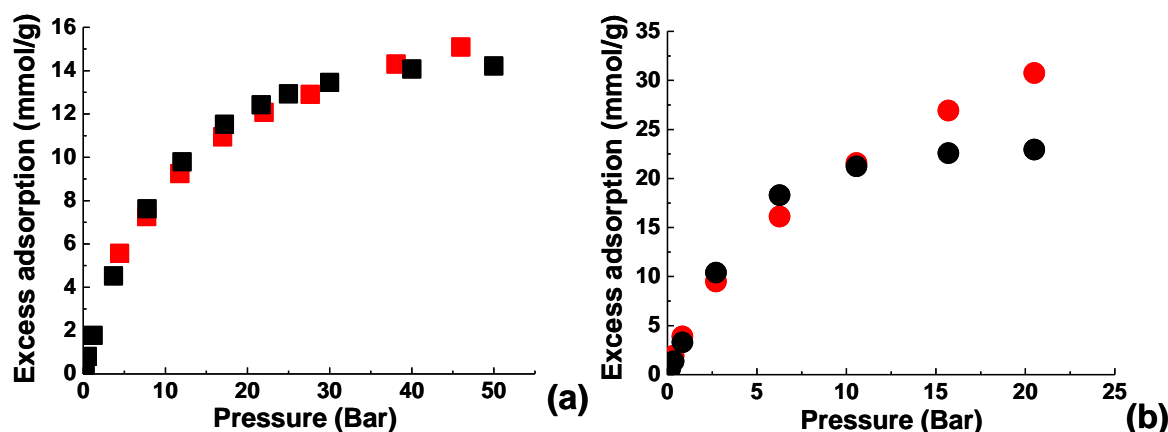 Excess adsorption (mmol/g)
16
14
12
10
8
6
4
2
0
0 10 20 30 40 50
Pressure (Bar)
(a)
Excess adsorption (mmol/g)
35
30
25
20
15
10
5
0
0 5 10 15 20 25
Pressure (Bar)
(b)